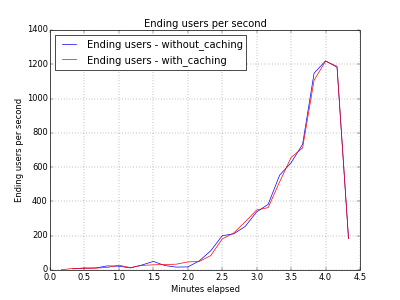 Ending users per second
1400
1200
1000
800
600
400
200
0
Ending users per second
Ending users - without_caching
Ending users - with_caching
0.0 0.5 1.0 1.5 2.0 2.5 3.0 3.5 4.0 4.5
Minutes elapsed